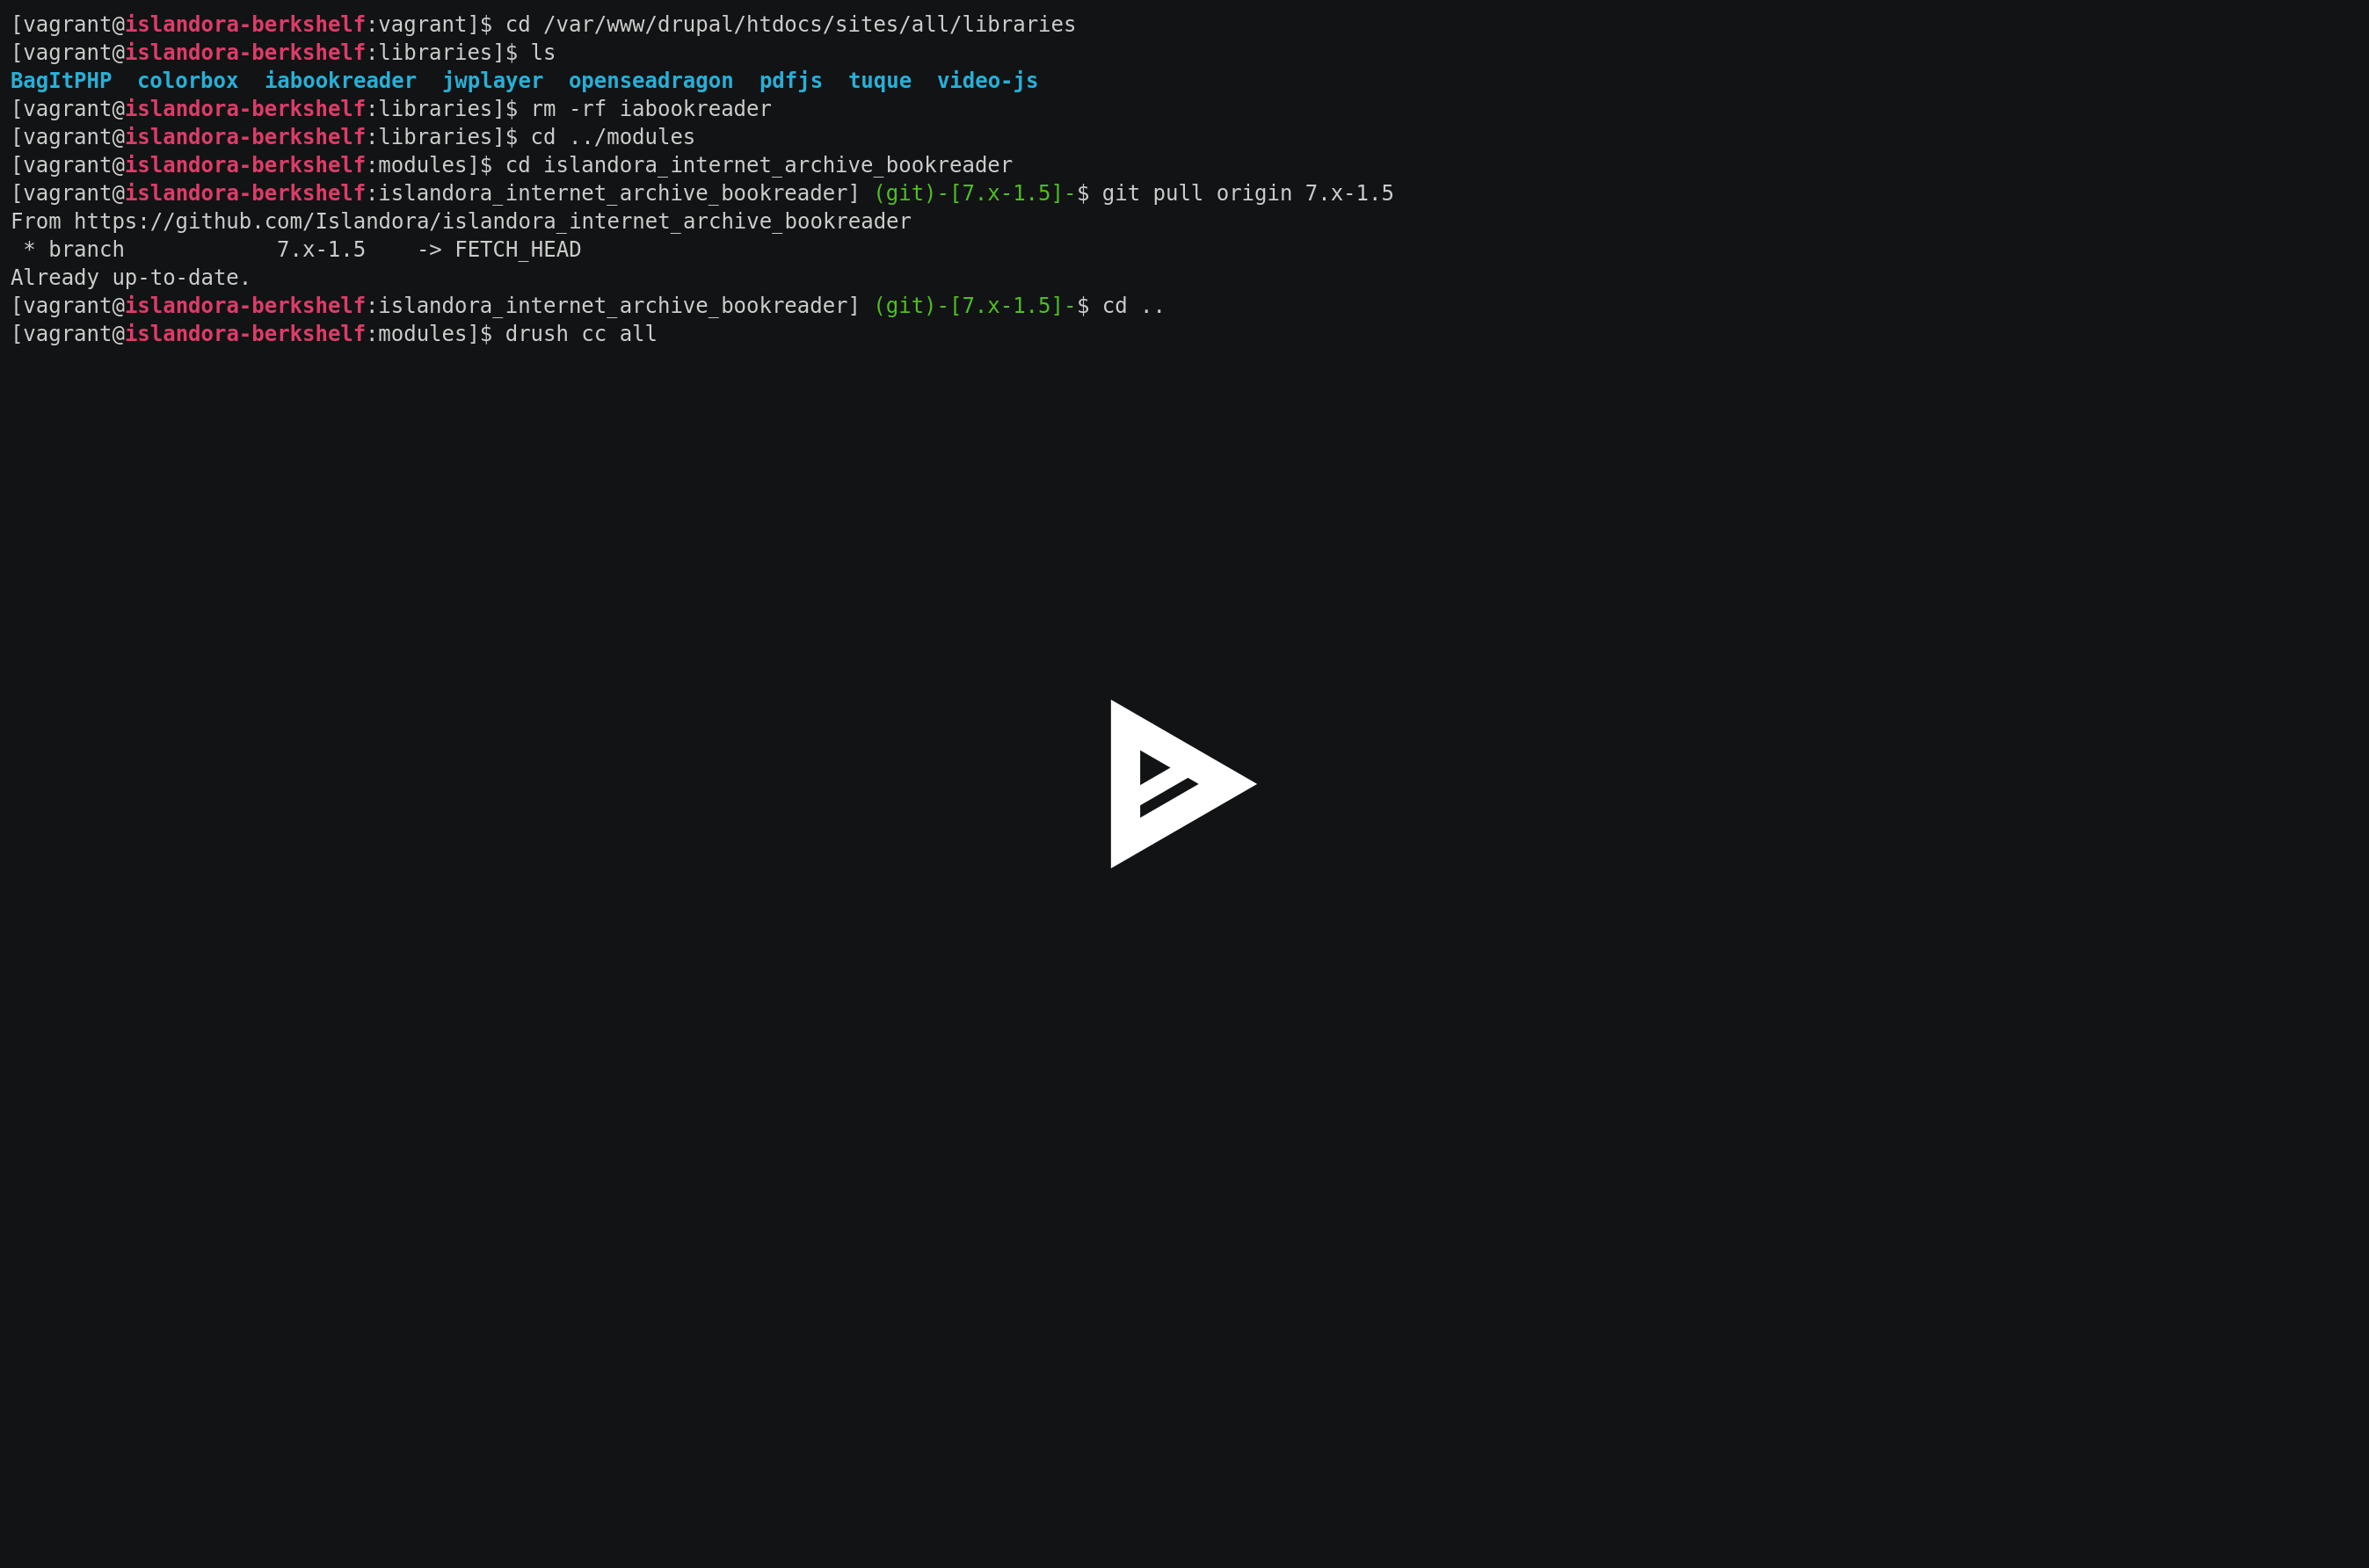 [vagrant@islandora-berkshelf:vagrant]$ cd /var/www/drupal/htdocs/sites/all/libraries
[vagrant@islandora-berkshelf:libraries]$ ls
BagItPHP  colorbox  iabookreader  jwplayer  openseadragon  pdfjs  tuque  video-js
[vagrant@islandora-berkshelf:libraries]$ rm -rf iabookreader
[vagrant@islandora-berkshelf:libraries]$ cd ../modules
[vagrant@islandora-berkshelf:modules]$ cd islandora_internet_archive_bookreader
[vagrant@islandora-berkshelf:islandora_internet_archive_bookreader] (git)-[7.x-1.5]-$ git pull origin 7.x-1.5
From https://github.com/Islandora/islandora_internet_archive_bookreader
 * branch            7.x-1.5    -> FETCH_HEAD
Already up-to-date.
[vagrant@islandora-berkshelf:islandora_internet_archive_bookreader] (git)-[7.x-1.5]-$ cd ..
[vagrant@islandora-berkshelf:modules]$ drush cc all